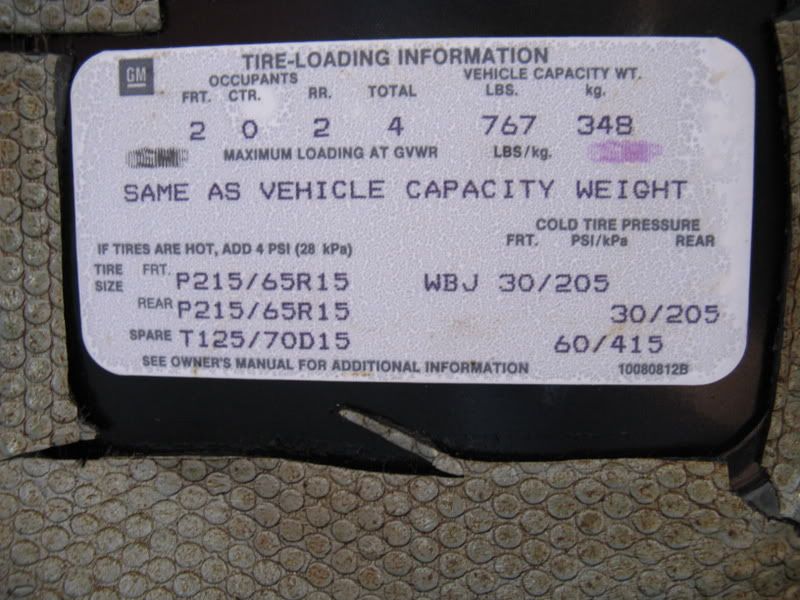 GM
TIRE-LOADING INFORMATION
OCCUPANTS VEHICLE CAPACITY WT.
FRT. CTR. RR. TOTAL LBS. kg.
2 0 2 4 767 348
MAXIMUM LOADING AT GVWR LBS/kg.
SAME AS VEHICLE CAPACITY WEIGHT
COLD TIRE PRESSURE
IF TIRES ARE HOT, ADD 4 PSI (28 kPa) FRT. PSI/kPa REAR
TIRE SIZE FRT. P215/65R15 WBJ 30/205
REAR P215/65R15 30/205
SPARE T125/70D15 60/415
SEE OWNER'S MANUAL FOR ADDITIONAL INFORMATION 10080812B